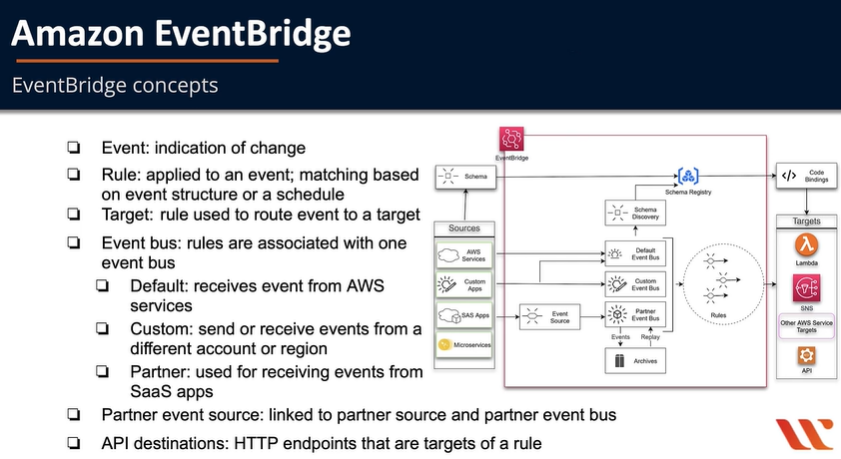 Amazon EventBridge
EventBridge concepts
❑ Event: indication of change
❑ Rule: applied to an event; matching based
on event structure or a schedule
❑ Target: rule used to route event to a target
❑ Event bus: rules are associated with one
event bus
❑ Default: receives event from AWS
services
❑ Custom: send or receive events from a
different account or region
❑ Partner: used for receiving events from
SaaS apps
❑ Partner event source: linked to partner source and partner event bus
❑ API destinations: HTTP endpoints that are targets of a rule
EventBridge
Schema
Schema Registry
</> Code
Bindings
Schema
Discovery
Sources
AWS
Services
Custom
Apps
SAS Apps
Microservices
Event
Source
Default
Event Bus
Custom
Event Bus
Partner
Event Bus
Events
Replay
Archives
Rules
Targets
Lambda
SNS
Other AWS Service
Targets
API